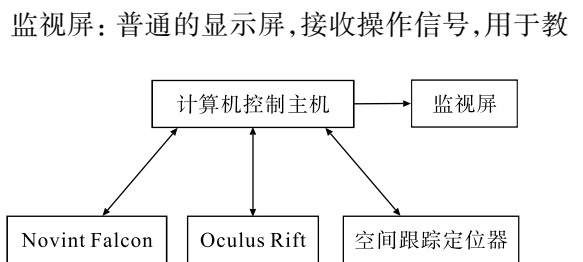 监视屏：普通的显示屏,接收操作信号,用于教
计算机控制主机
监视屏
Novint Falcon
Oculus Rift
空间跟踪定位器